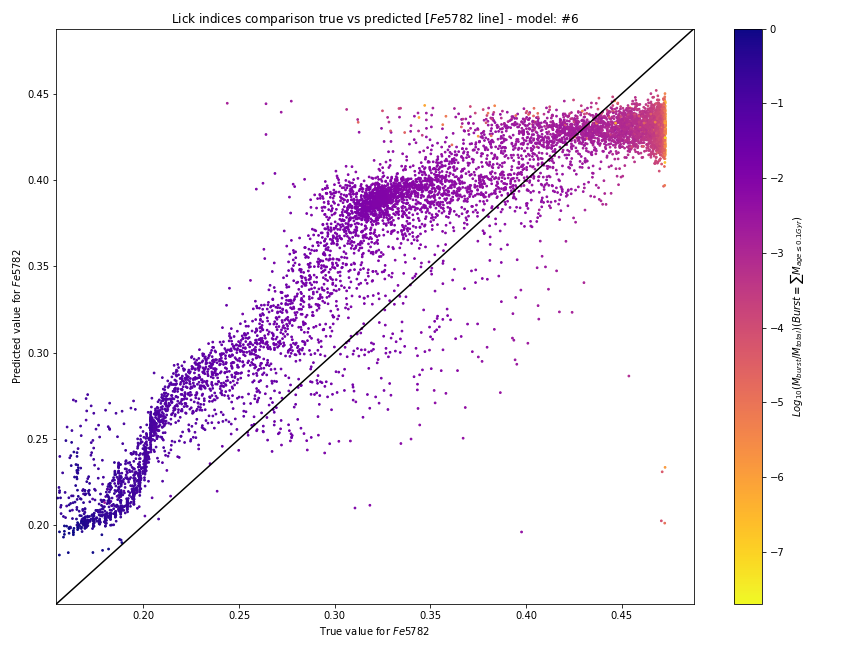 Lick indices comparison true vs predicted [Fe5782 line] - model: #6
0.45
0.40
0.35
0.30
0.25
0.20
Predicted value for Fe5782
0.20 0.25 0.30 0.35 0.40 0.45
True value for Fe5782
0
−1
−2
−3
−4
−5
−6
−7
Log10(Mburst/Mtotal)(Burst = ∑Mage≤0.1Gyr)